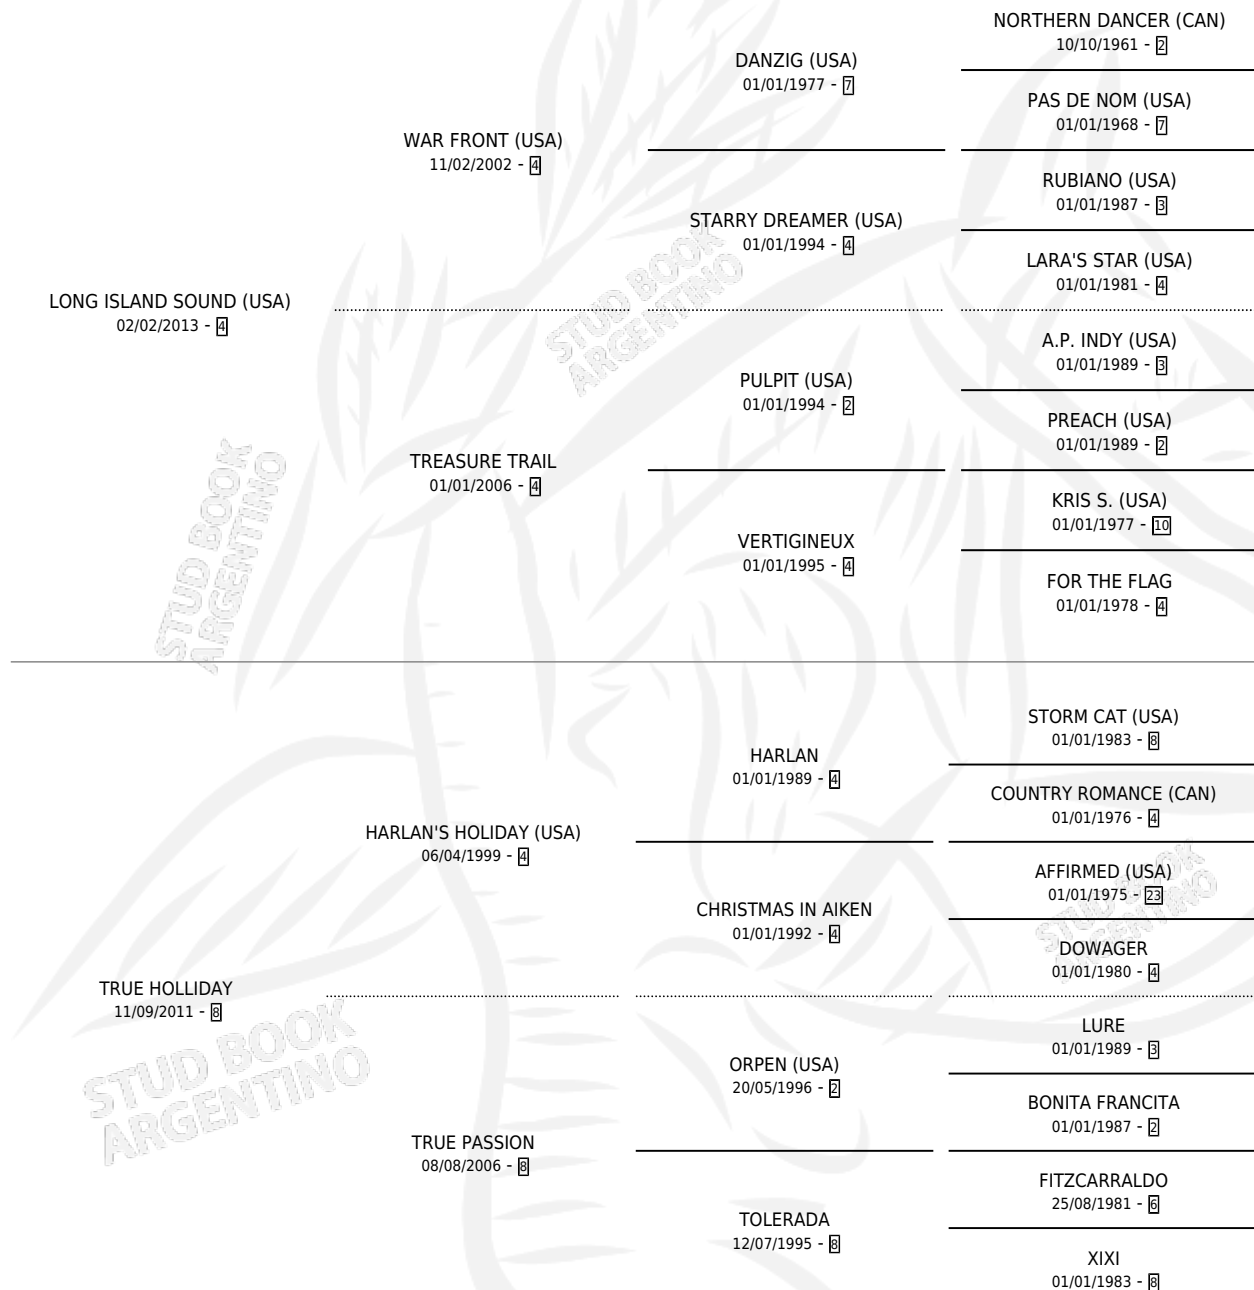 NORTHERN DANCER (CAN)
10/10/1961 - 2
DANZIG (USA)
01/01/1977 - 7
PAS DE NOM (USA)
01/01/1968 - 7
WAR FRONT (USA)
11/02/2002 - 4
RUBIANO (USA)
01/01/1987 - 3
STARRY DREAMER (USA)
01/01/1994 - 4
LARA'S STAR (USA)
01/01/1981 - 4
LONG ISLAND SOUND (USA)
02/02/2013 - 4
STUD BOOK
ARGENTINO
A.P. INDY (USA)
01/01/1989 - 3
PULPIT (USA)
01/01/1994 - 2
PREACH (USA)
01/01/1989 - 2
TREASURE TRAIL
01/01/2006 - 4
KRIS S. (USA)
01/01/1977 - 10
VERTIGINEUX
01/01/1995 - 4
FOR THE FLAG
01/01/1978 - 4
STUD BOOK
ARGENTINO
STORM CAT (USA)
01/01/1983 - 8
HARLAN
01/01/1989 - 4
COUNTRY ROMANCE (CAN)
01/01/1976 - 4
HARLAN'S HOLIDAY (USA)
06/04/1999 - 4
AFFIRMED (USA)
01/01/1975 - 23
CHRISTMAS IN AIKEN
01/01/1992 - 4
STUD BOOK
ARGENTINO
DOWAGER
01/01/1980 - 4
TRUE HOLLIDAY
11/09/2011 - 8
LURE
01/01/1989 - 3
STUD BOOK
ARGENTINO
ORPEN (USA)
20/05/1996 - 2
BONITA FRANCITA
01/01/1987 - 2
TRUE PASSION
08/08/2006 - 8
FITZCARRALDO
25/08/1981 - 6
TOLERADA
12/07/1995 - 8
XIXI
01/01/1983 - 8